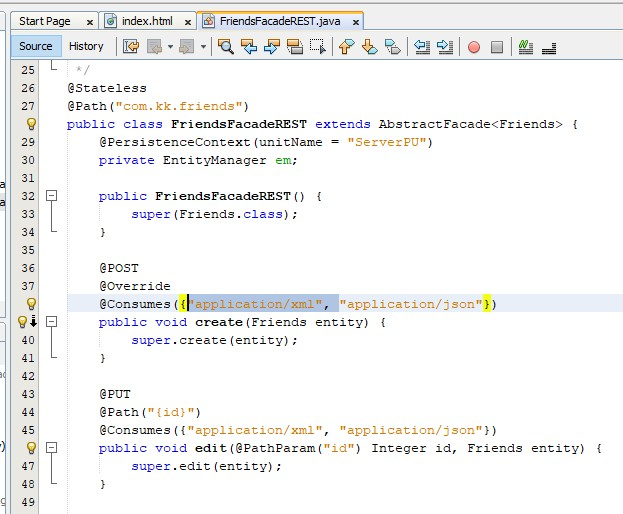 Start Page index.html FriendsFacadeREST.java
Source History
25 */
26 @Stateless
27 @Path("com.kk.friends")
public class FriendsFacadeREST extends AbstractFacade<Friends> {
29 @PersistenceContext(unitName = "ServerPU")
30 private EntityManager em;
31
32 public FriendsFacadeREST() {
33 super(Friends.class);
34 }
35
36 @POST
37 @Override
@Consumes({"application/xml", "application/json"})
public void create(Friends entity) {
40 super.create(entity);
41 }
42
43 @PUT
44 @Path("{id}")
45 @Consumes({"application/xml", "application/json"})
public void edit(@PathParam("id") Integer id, Friends entity) {
47 super.edit(entity);
48 }
49